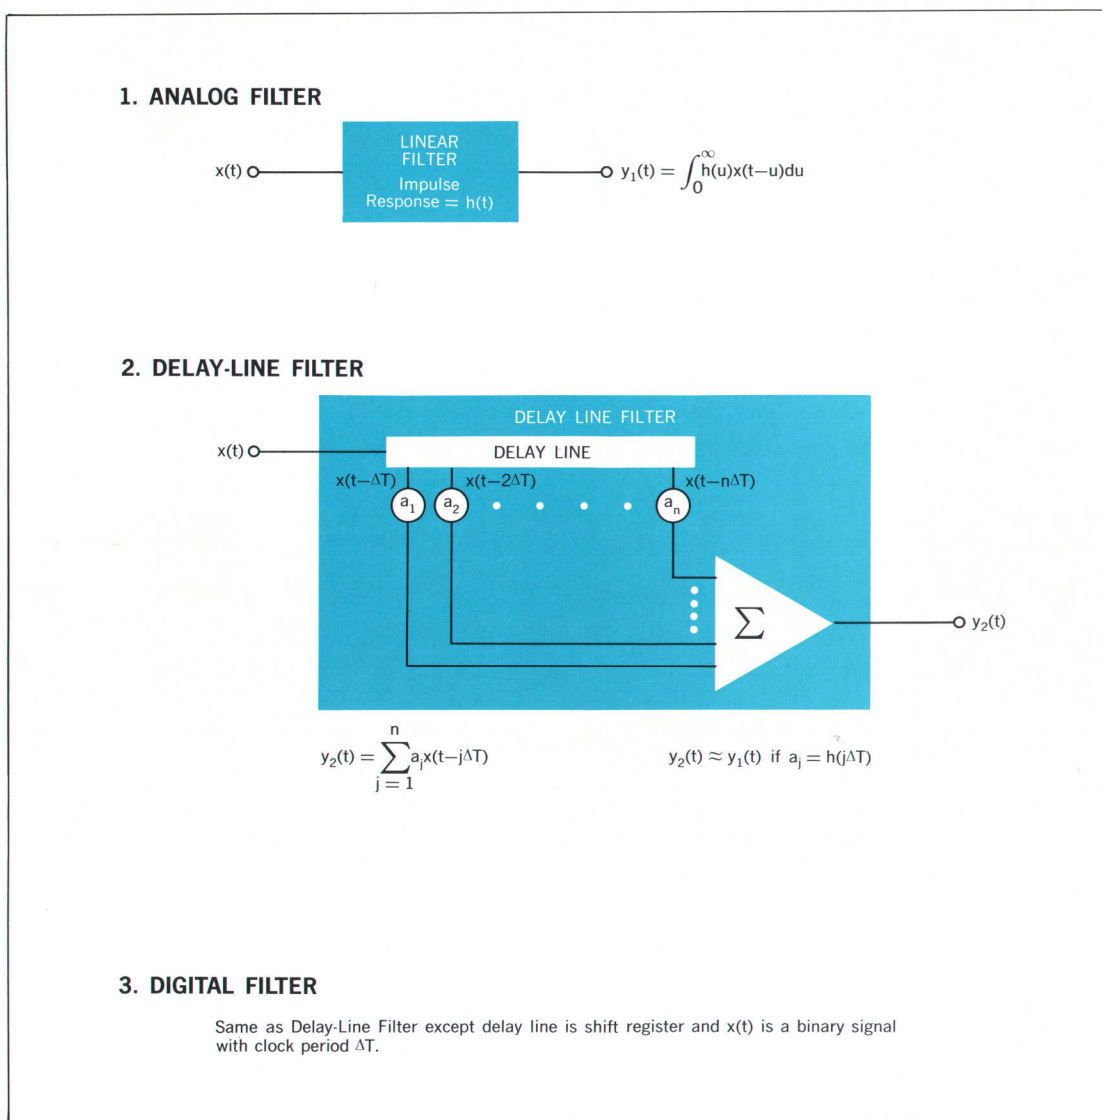 1. ANALOG FILTER
LINEAR
FILTER
Impulse
Response = h(t)
x(t)
y₁(t) = ∫₀^∞ h(u)x(t−u)du
2. DELAY-LINE FILTER
DELAY LINE FILTER
x(t)
DELAY LINE
x(t−ΔT) x(t−2ΔT) x(t−nΔT)
a₁ a₂ • • • • aₙ
Σ
y₂(t)
y₂(t) = ∑_{j = 1}^{n} aⱼx(t−jΔT)
y₂(t) ≈ y₁(t) if aⱼ = h(jΔT)
3. DIGITAL FILTER
Same as Delay-Line Filter except delay line is shift register and x(t) is a binary signal
with clock period ΔT.